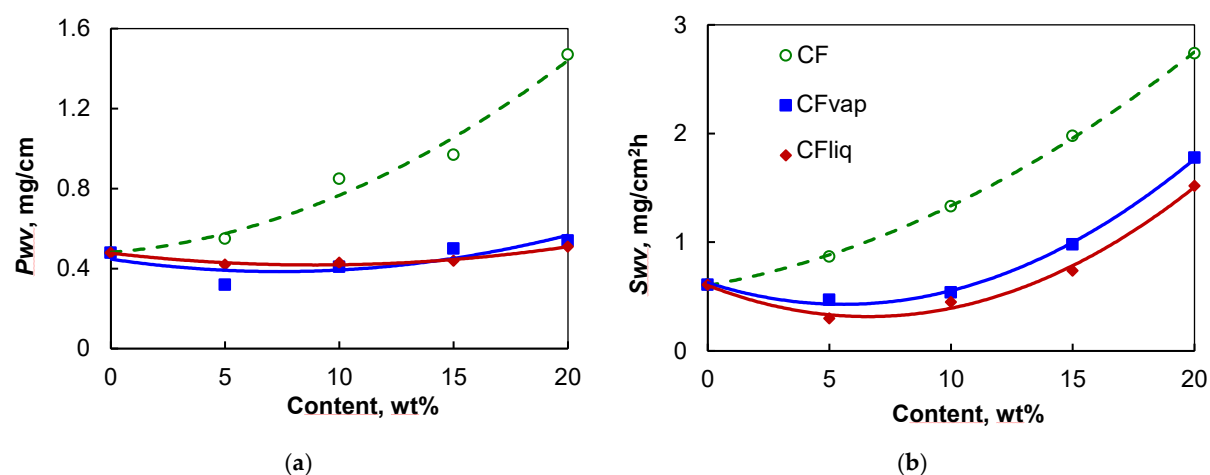 1.6
1.2
0.8
0.4
0
Pwv, mg/cm
0 5 10 15 20
Content, wt%
(a)
3
2
1
0
Swv, mg/cm²h
CF
CFvap
CFliq
0 5 10 15 20
Content, wt%
(b)